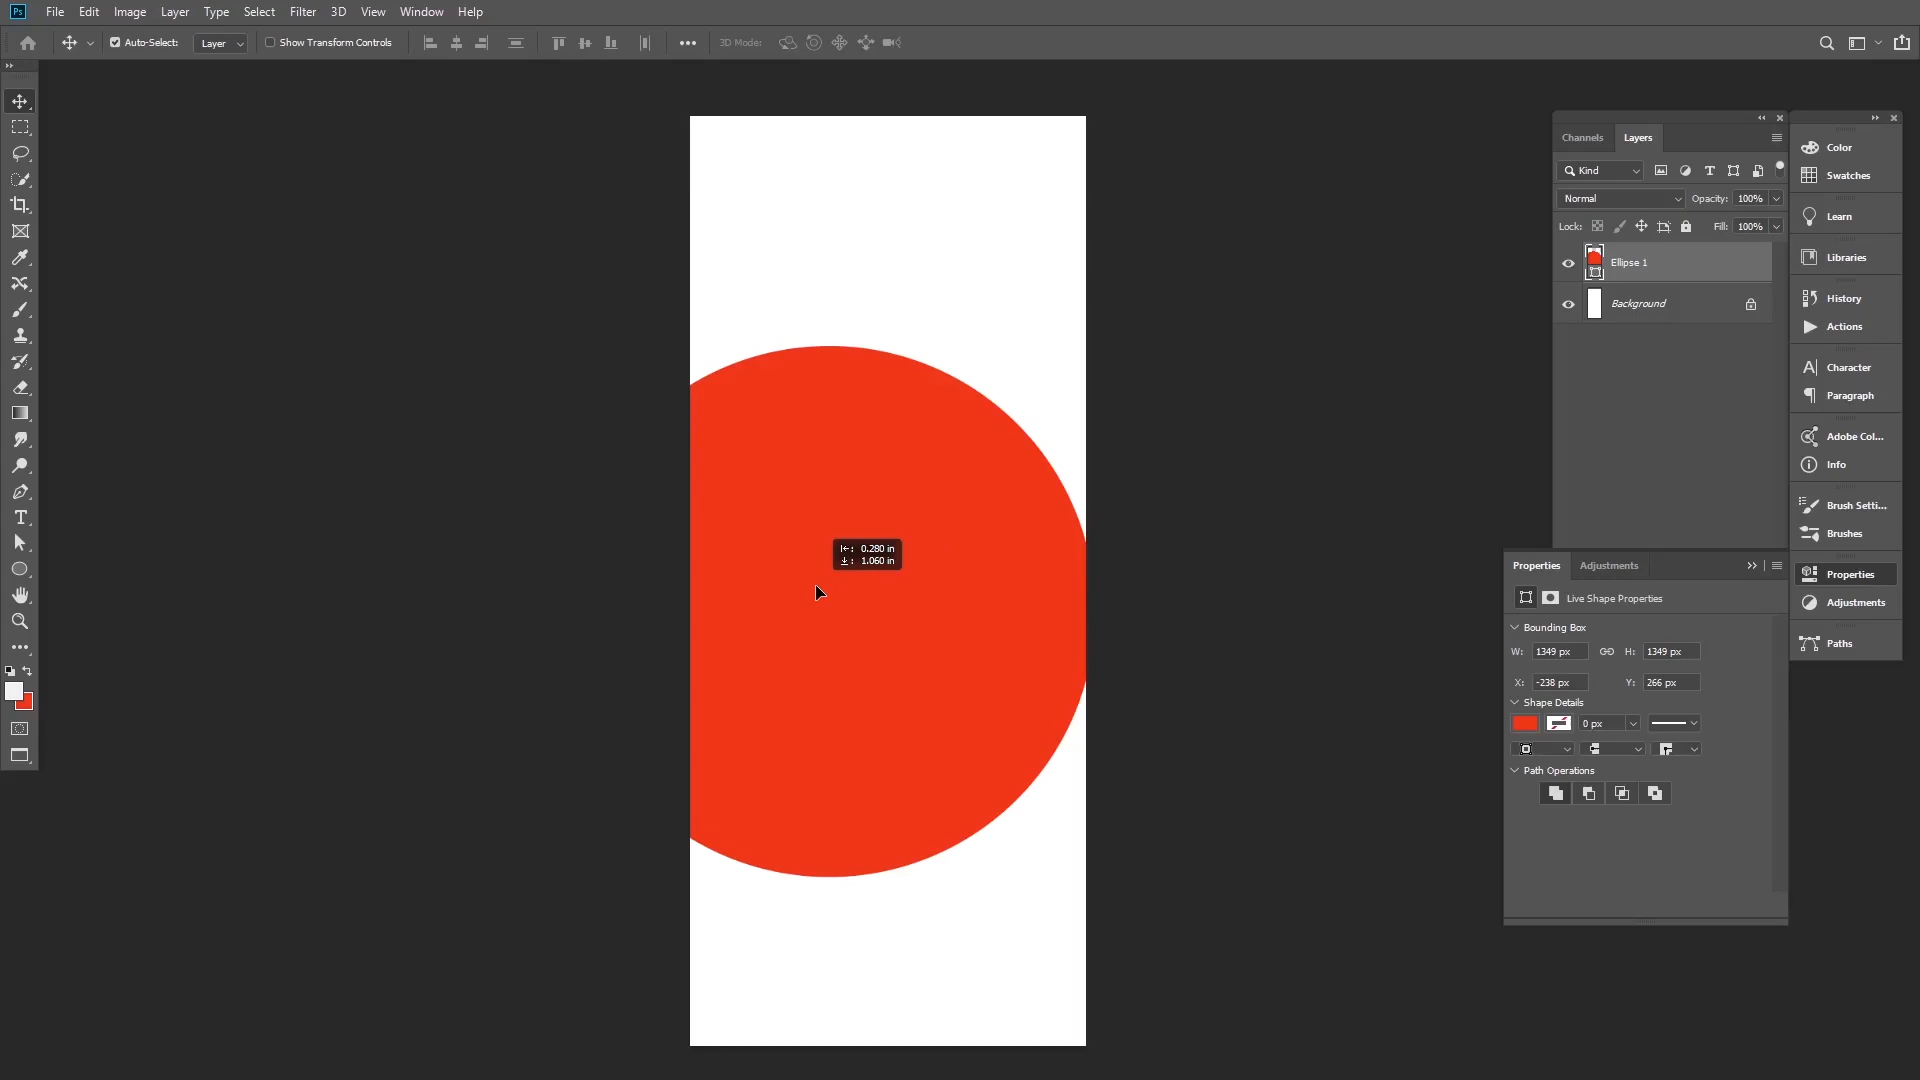 Ps File Edit Image Layer Type Select Filter 3D View Window Help
Auto-Select: Layer Show Transform Controls 3D Mode:
Channels Layers
Kind
Normal Opacity: 100%
Lock: Fill: 100%
Ellipse 1
Background
Color
Swatches
Learn
Libraries
History
Actions
Character
Paragraph
Adobe Col...
Info
Brush Setti...
Brushes
Properties
Adjustments
Paths
0.280 in
1.060 in
Properties Adjustments
Live Shape Properties
Bounding Box
W: 1349 px H: 1349 px
X: -238 px Y: 266 px
Shape Details
0 px
Path Operations